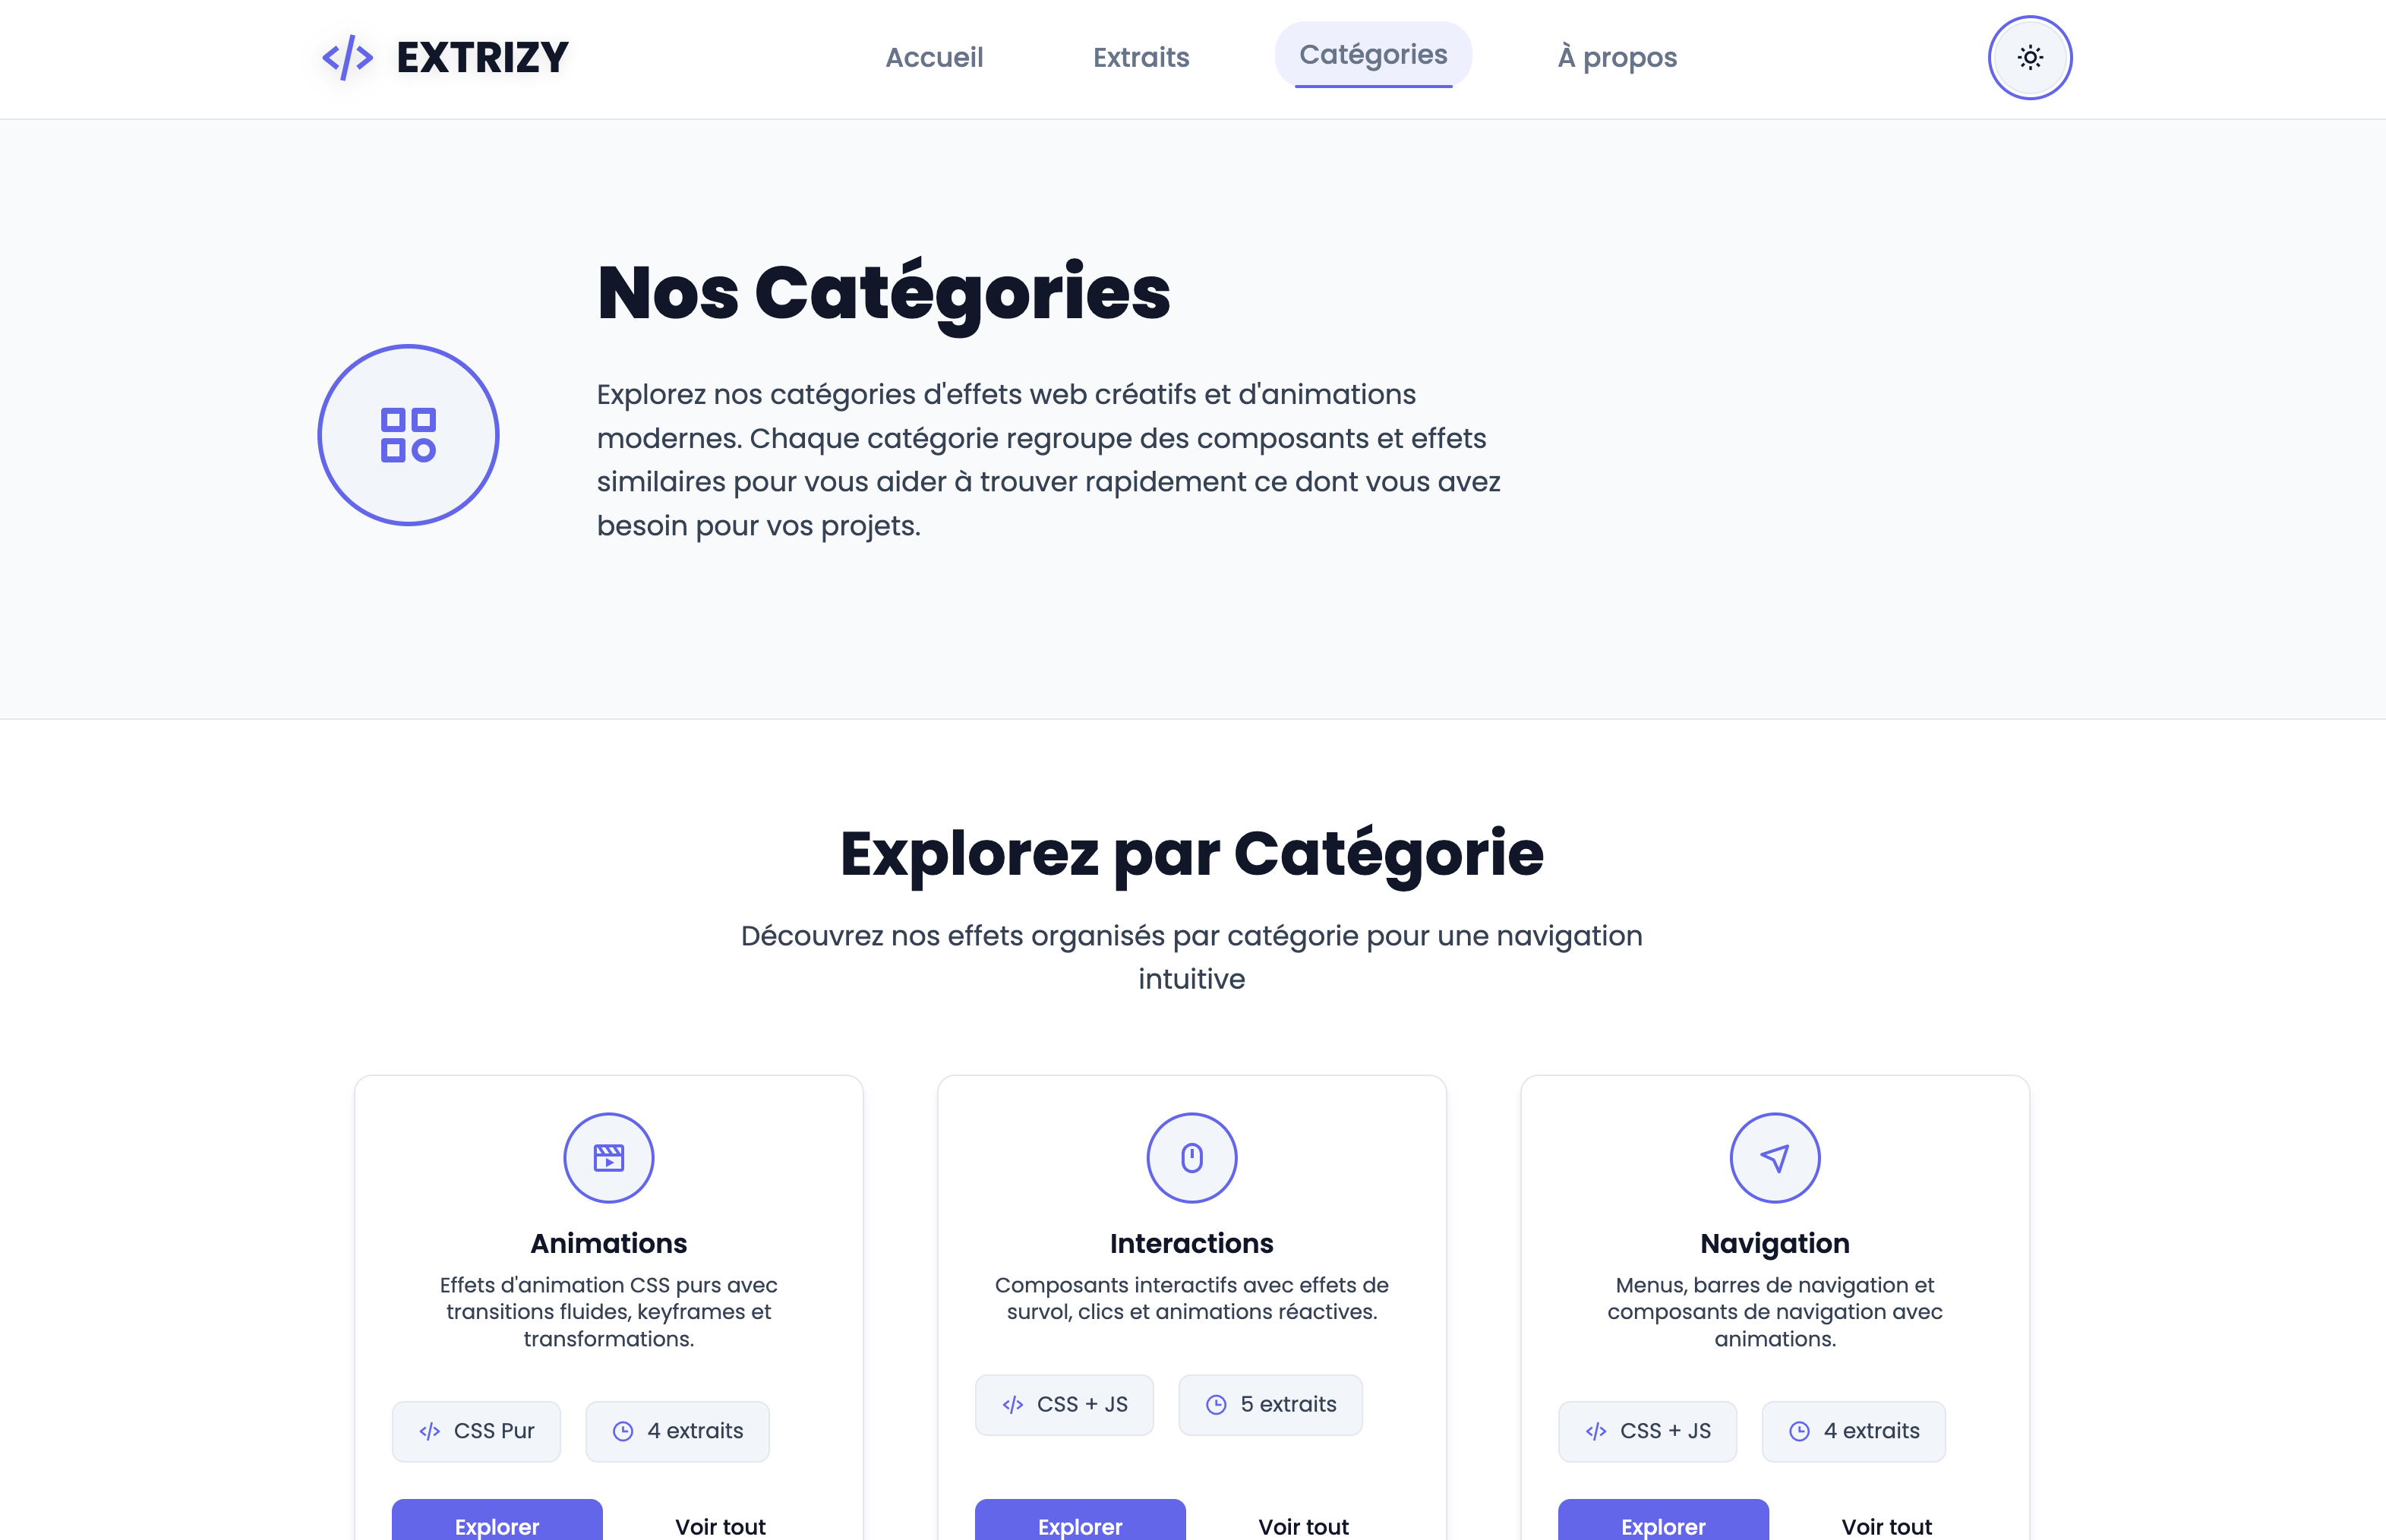 EXTRIZY
Accueil
Extraits
Catégories
À propos
Nos Catégories
Explorez nos catégories d'effets web créatifs et d'animations
modernes. Chaque catégorie regroupe des composants et effets
similaires pour vous aider à trouver rapidement ce dont vous avez
besoin pour vos projets.
Explorez par Catégorie
Découvrez nos effets organisés par catégorie pour une navigation
intuitive
Animations
Effets d'animation CSS purs avec
transitions fluides, keyframes et
transformations.
CSS Pur
4 extraits
Explorer
Voir tout
Interactions
Composants interactifs avec effets de
survol, clics et animations réactives.
CSS + JS
5 extraits
Explorer
Voir tout
Navigation
Menus, barres de navigation et
composants de navigation avec
animations.
CSS + JS
4 extraits
Explorer
Voir tout